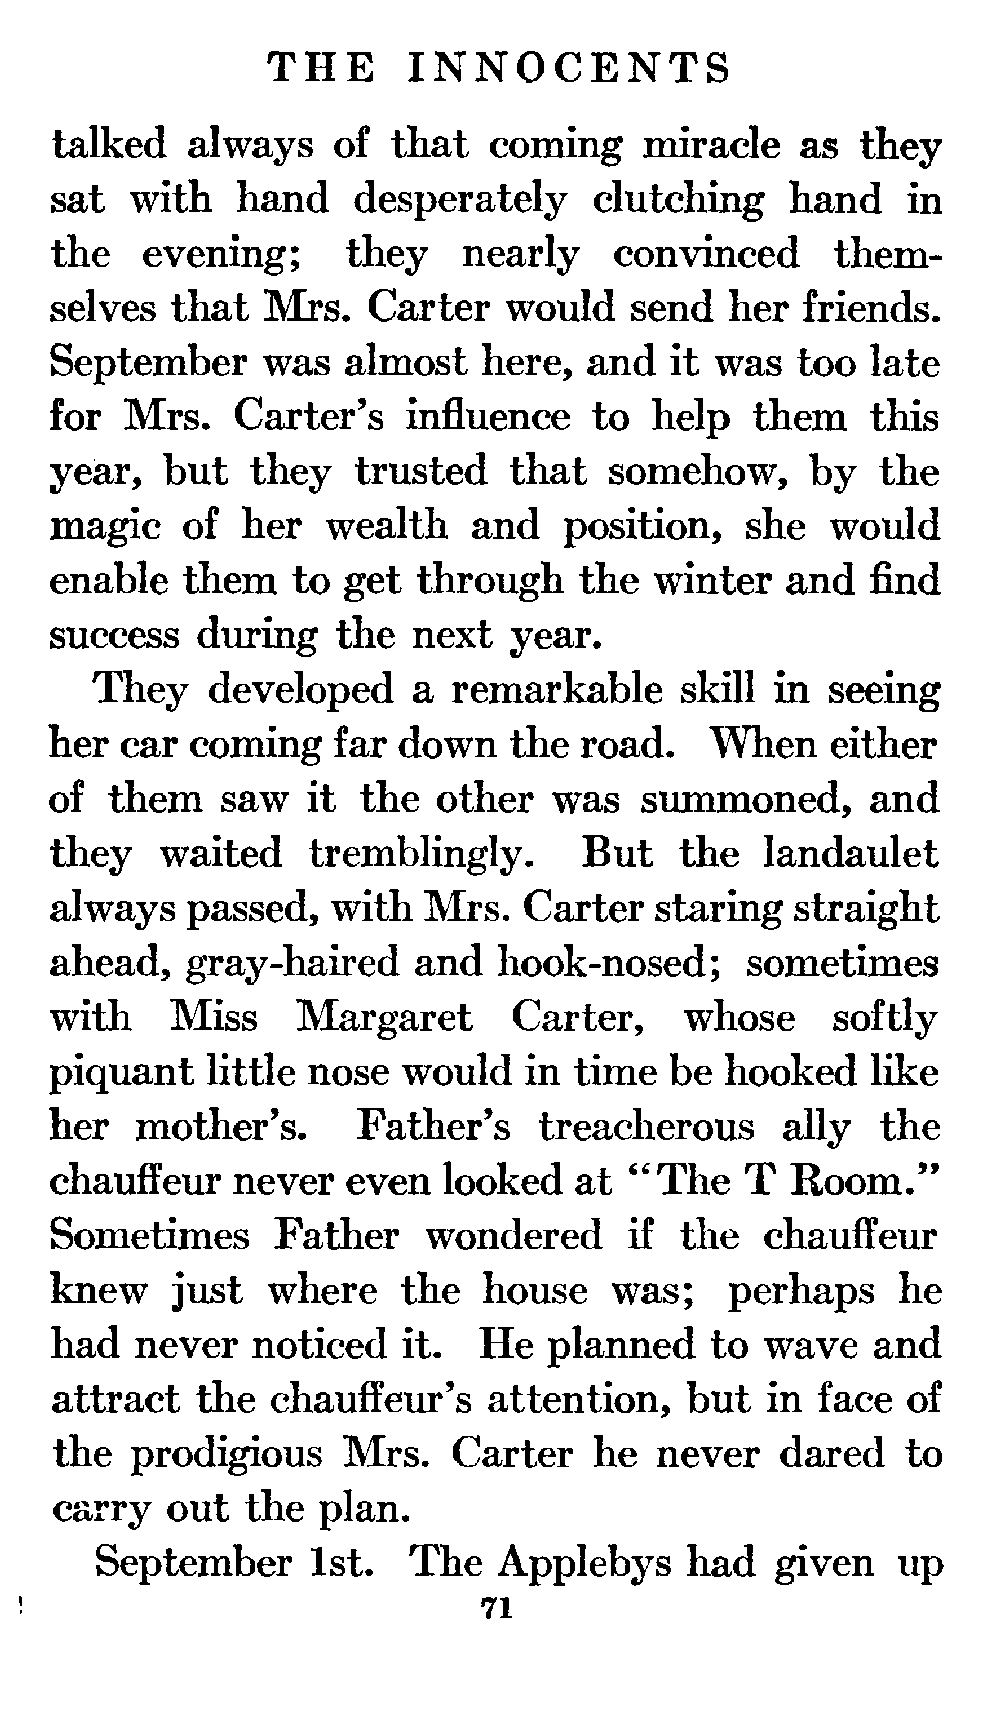 THE INNOCENTS
talked always of that coming miracle as they
sat with hand desperately clutching hand in
the evening; they nearly convinced them-
selves that Mrs. Carter would send her friends.
September was almost here, and it was too late
for Mrs. Carter's influence to help them this
year, but they trusted that somehow, by the
magic of her wealth and position, she would
enable them to get through the winter and find
success during the next year.
They developed a remarkable skill in seeing
her car coming far down the road. When either
of them saw it the other was summoned, and
they waited tremblingly. But the landaulet
always passed, with Mrs. Carter staring straight
ahead, gray-haired and hook-nosed; sometimes
with Miss Margaret Carter, whose softly
piquant little nose would in time be hooked like
her mother's. Father's treacherous ally the
chauffeur never even looked at "The T Room."
Sometimes Father wondered if the chauffeur
knew just where the house was; perhaps he
had never noticed it. He planned to wave and
attract the chauffeur's attention, but in face of
the prodigious Mrs. Carter he never dared to
carry out the plan.
September 1st. The Applebys had given up
71